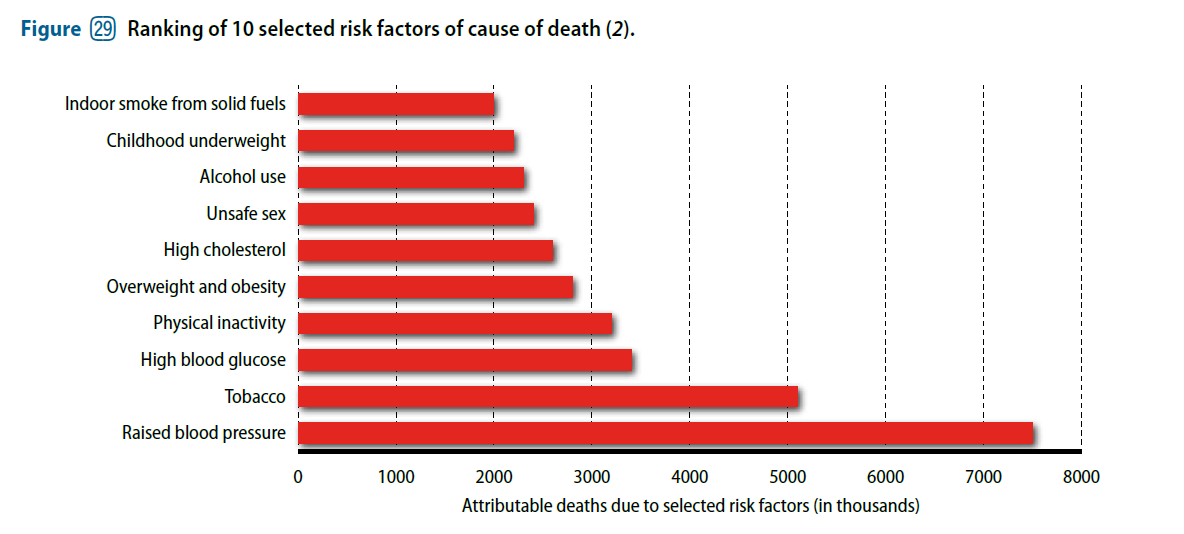 Figure 29 Ranking of 10 selected risk factors of cause of death (2).
Indoor smoke from solid fuels
Childhood underweight
Alcohol use
Unsafe sex
High cholesterol
Overweight and obesity
Physical inactivity
High blood glucose
Tobacco
Raised blood pressure
0 1000 2000 3000 4000 5000 6000 7000 8000
Attributable deaths due to selected risk factors (in thousands)